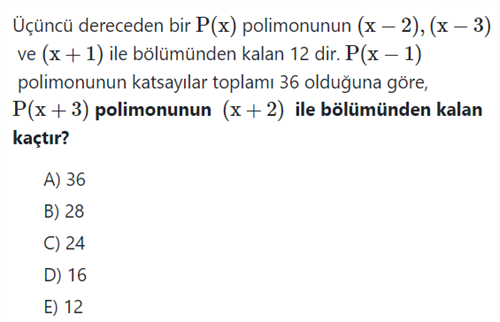 Üçüncü dereceden bir P(x) polimonunun (x − 2), (x − 3)
ve (x + 1) ile bölümünden kalan 12 dir. P(x − 1)
polimonunun katsayılar toplamı 36 olduğuna göre,
P(x + 3) polimonunun (x + 2) ile bölümünden kalan
kaçtır?
A) 36
B) 28
C) 24
D) 16
E) 12